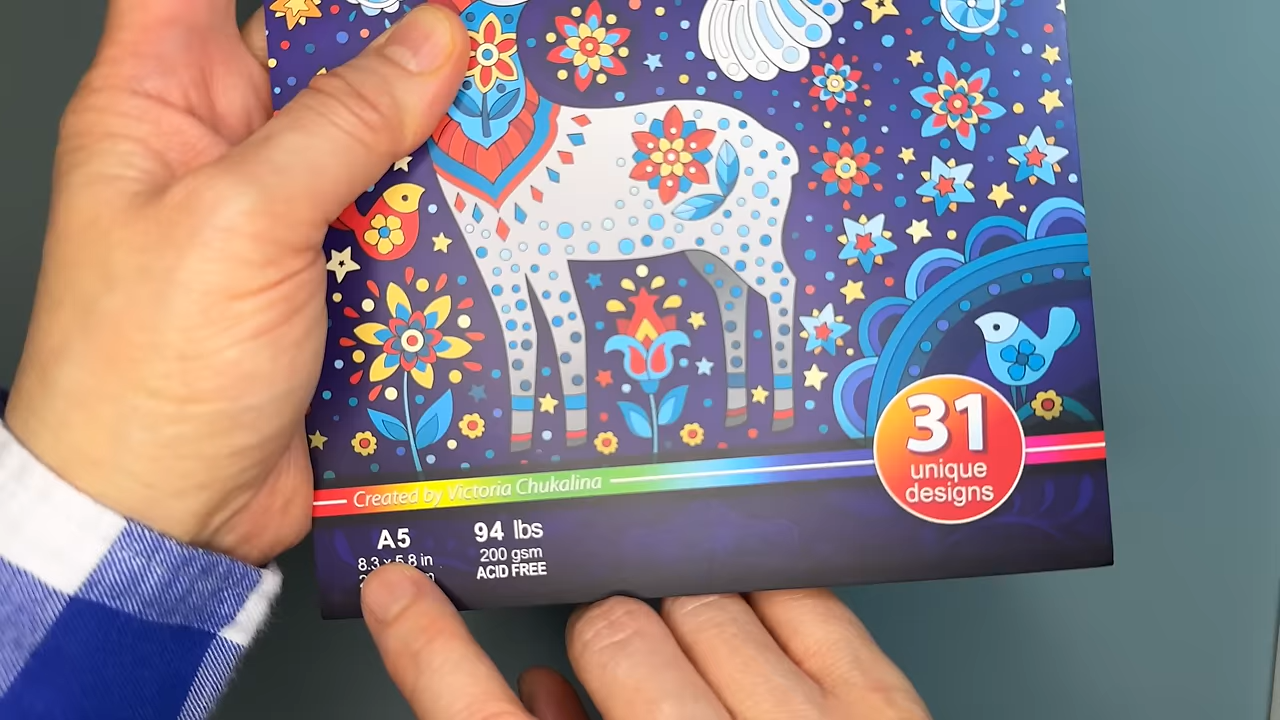 31
unique
designs
Created by Victoria Chukalina
A5
8.3 x 5.8 in
94 lbs
200 gsm
ACID FREE